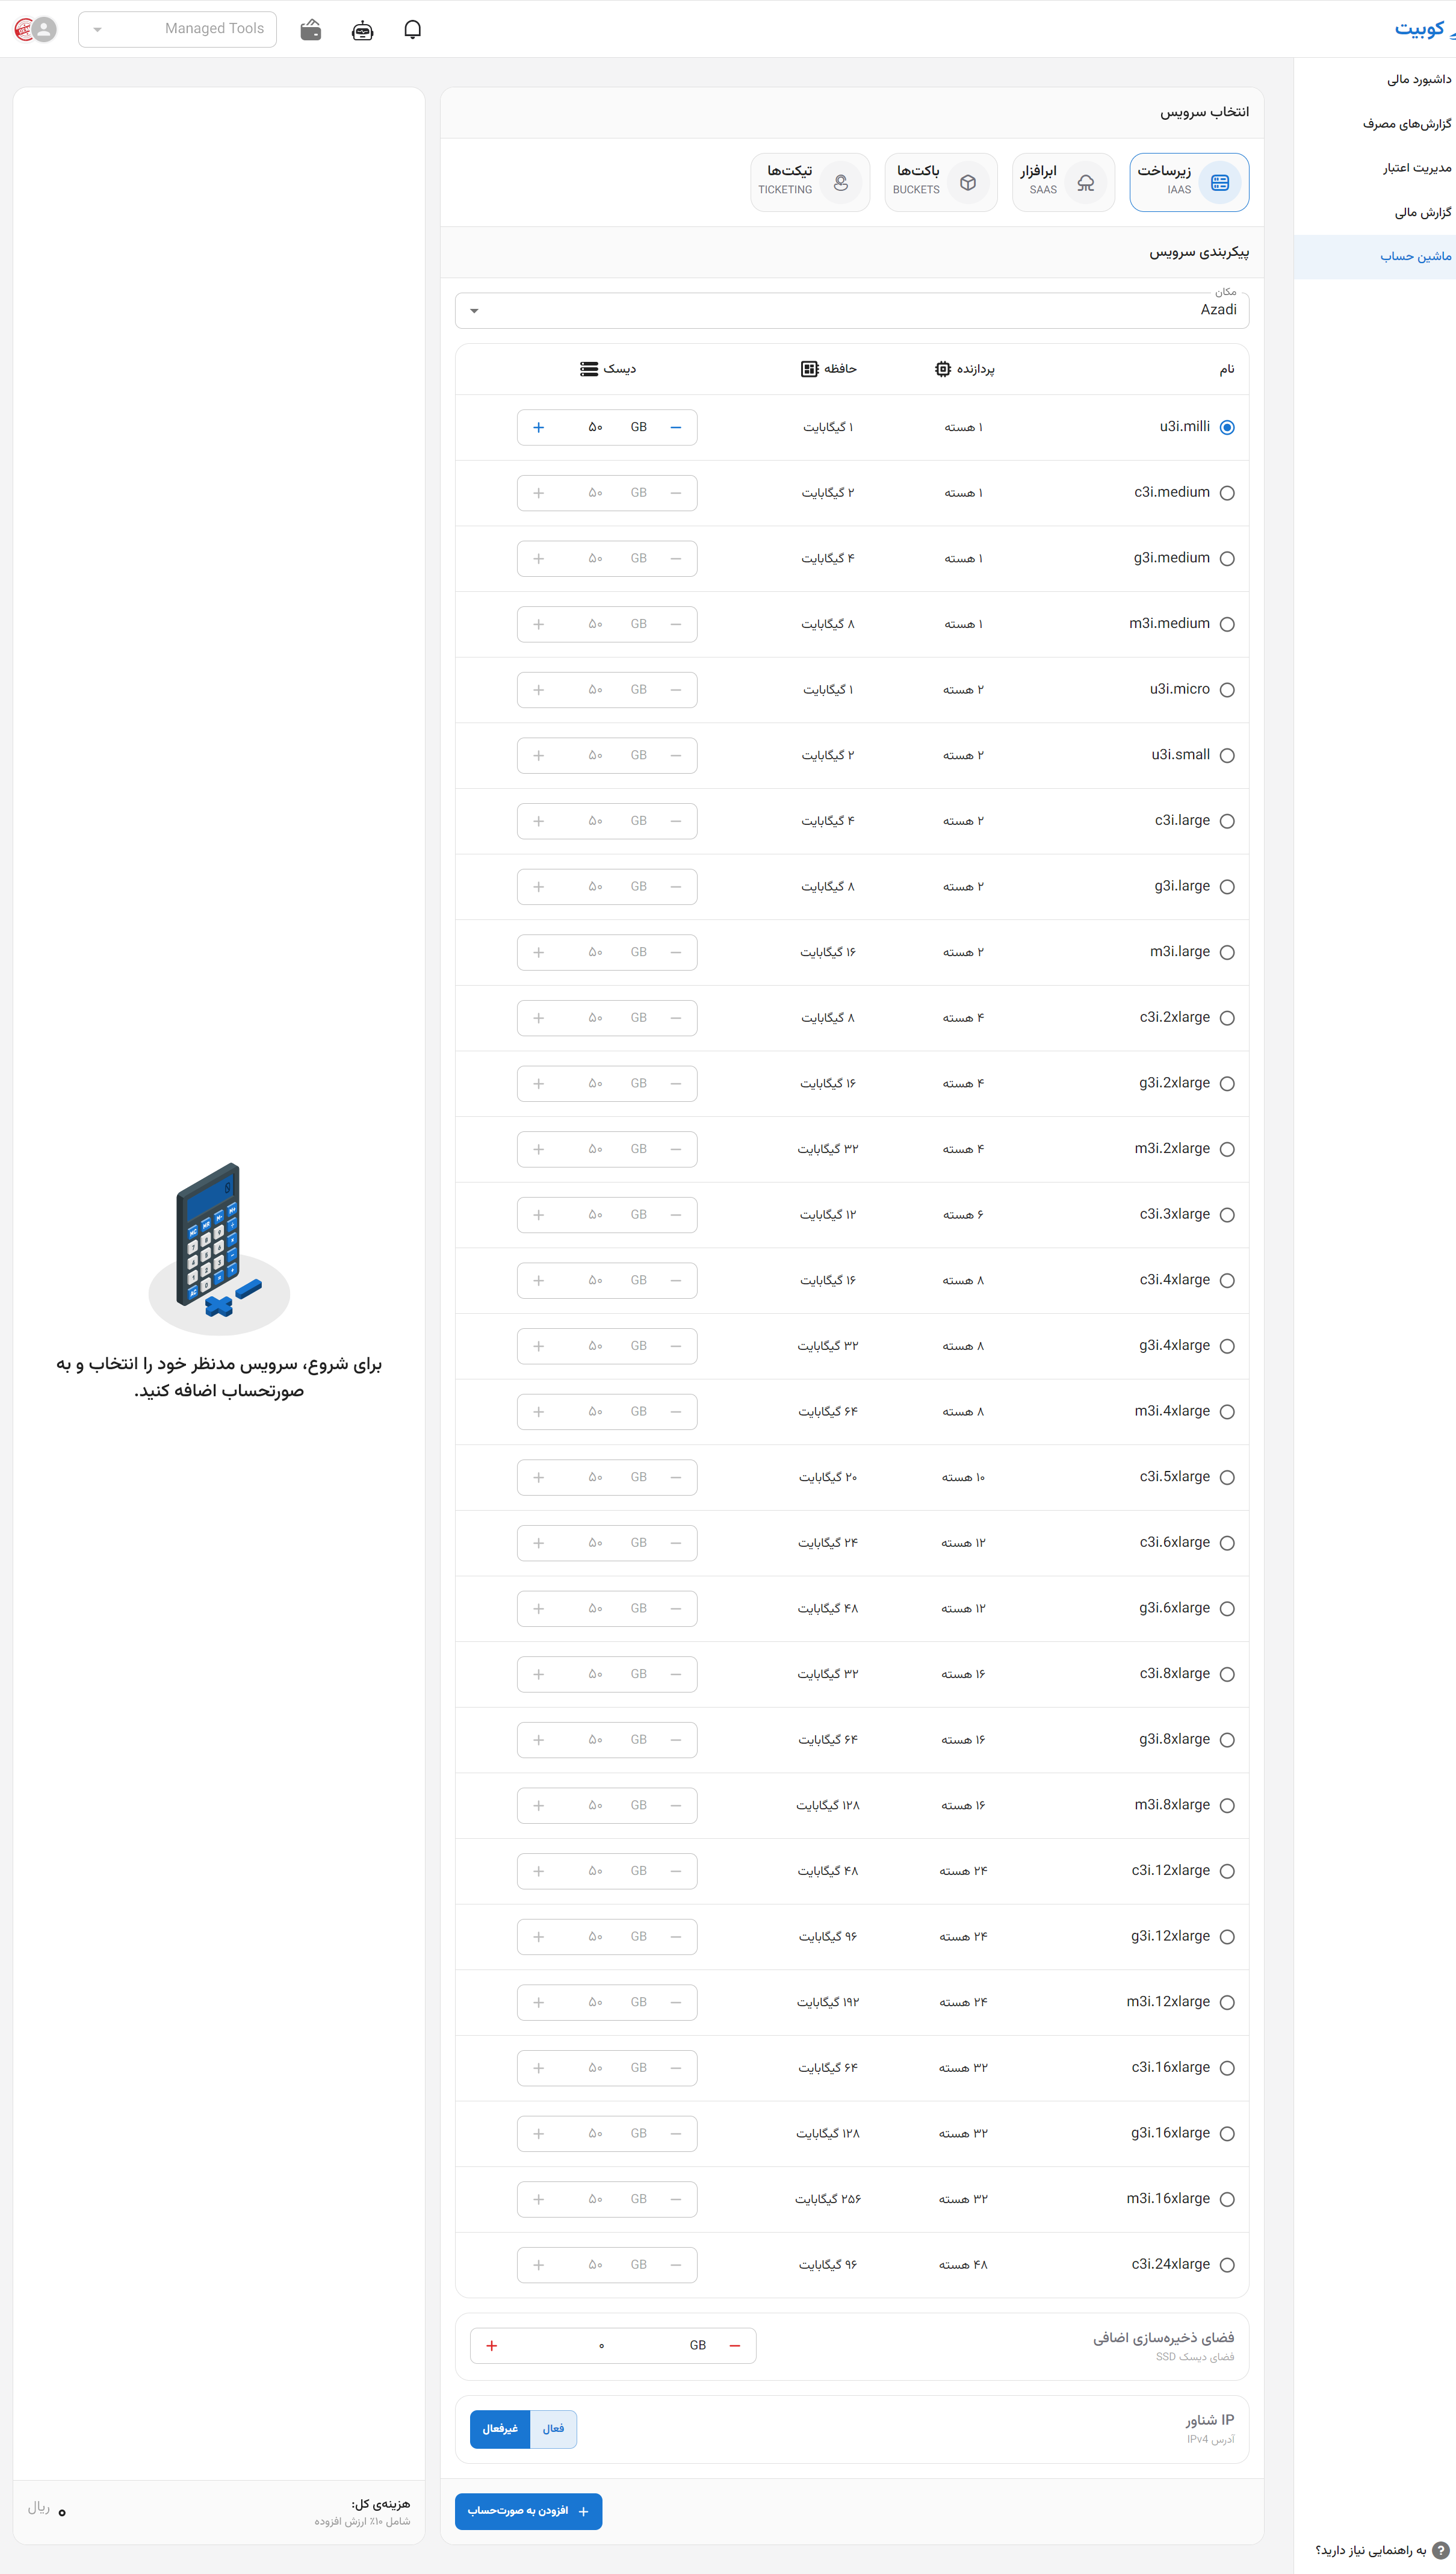 کوبیت
Managed Tools
داشبورد مالی
گزارش‌های مصرف
مدیریت اعتبار
گزارش مالی
ماشین حساب
انتخاب سرویس
زیرساخت
IAAS
ابرافزار
SAAS
باکت‌ها
BUCKETS
تیکت‌ها
TICKETING
پیکربندی سرویس
مکان
Azadi
نام پردازنده حافظه دیسک
u3i.milli ۱ هسته ۱ گیگابایت − GB ۵۰ +
c3i.medium ۱ هسته ۲ گیگابایت − GB ۵۰ +
g3i.medium ۱ هسته ۴ گیگابایت − GB ۵۰ +
m3i.medium ۱ هسته ۸ گیگابایت − GB ۵۰ +
u3i.micro ۲ هسته ۱ گیگابایت − GB ۵۰ +
u3i.small ۲ هسته ۲ گیگابایت − GB ۵۰ +
c3i.large ۲ هسته ۴ گیگابایت − GB ۵۰ +
g3i.large ۲ هسته ۸ گیگابایت − GB ۵۰ +
m3i.large ۲ هسته ۱۶ گیگابایت − GB ۵۰ +
c3i.2xlarge ۴ هسته ۸ گیگابایت − GB ۵۰ +
g3i.2xlarge ۴ هسته ۱۶ گیگابایت − GB ۵۰ +
m3i.2xlarge ۴ هسته ۳۲ گیگابایت − GB ۵۰ +
c3i.3xlarge ۶ هسته ۱۲ گیگابایت − GB ۵۰ +
c3i.4xlarge ۸ هسته ۱۶ گیگابایت − GB ۵۰ +
g3i.4xlarge ۸ هسته ۳۲ گیگابایت − GB ۵۰ +
m3i.4xlarge ۸ هسته ۶۴ گیگابایت − GB ۵۰ +
c3i.5xlarge ۱۰ هسته ۲۰ گیگابایت − GB ۵۰ +
c3i.6xlarge ۱۲ هسته ۲۴ گیگابایت − GB ۵۰ +
g3i.6xlarge ۱۲ هسته ۴۸ گیگابایت − GB ۵۰ +
c3i.8xlarge ۱۶ هسته ۳۲ گیگابایت − GB ۵۰ +
g3i.8xlarge ۱۶ هسته ۶۴ گیگابایت − GB ۵۰ +
m3i.8xlarge ۱۶ هسته ۱۲۸ گیگابایت − GB ۵۰ +
c3i.12xlarge ۲۴ هسته ۴۸ گیگابایت − GB ۵۰ +
g3i.12xlarge ۲۴ هسته ۹۶ گیگابایت − GB ۵۰ +
m3i.12xlarge ۲۴ هسته ۱۹۲ گیگابایت − GB ۵۰ +
c3i.16xlarge ۳۲ هسته ۶۴ گیگابایت − GB ۵۰ +
g3i.16xlarge ۳۲ هسته ۱۲۸ گیگابایت − GB ۵۰ +
m3i.16xlarge ۳۲ هسته ۲۵۶ گیگابایت − GB ۵۰ +
c3i.24xlarge ۴۸ هسته ۹۶ گیگابایت − GB ۵۰ +
فضای ذخیره‌سازی اضافی
فضای دیسک SSD
− GB ۰ +
IP شناور
آدرس IPv4
فعال غیرفعال
+ افزودن به صورت‌حساب
برای شروع، سرویس مدنظر خود را انتخاب و به
صورتحساب اضافه کنید.
هزینه‌ی کل:
شامل ۱۰٪ ارزش افزوده
۰ ریال
به راهنمایی نیاز دارید؟